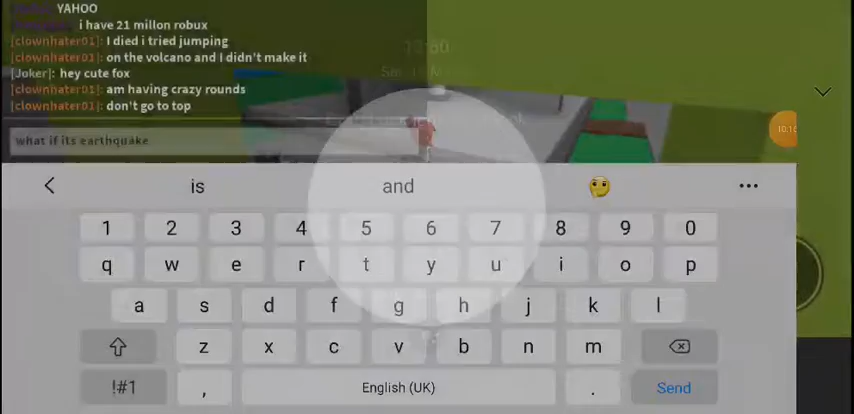 YAHOO
i have 21 millon robux
[clownhater01]: I died i tried jumping
[clownhater01]: on the volcano and I didn't make it
[Joker]: hey cute fox
[clownhater01]: am having crazy rounds
[clownhater01]: don't go to top
what if its earthquake
10:16
is and 🤔 •••
1 2 3 4 5 6 7 8 9 0
q w e r t y u i o p
a s d f g h j k l
z x c v b n m
!#1 , English (UK) . Send